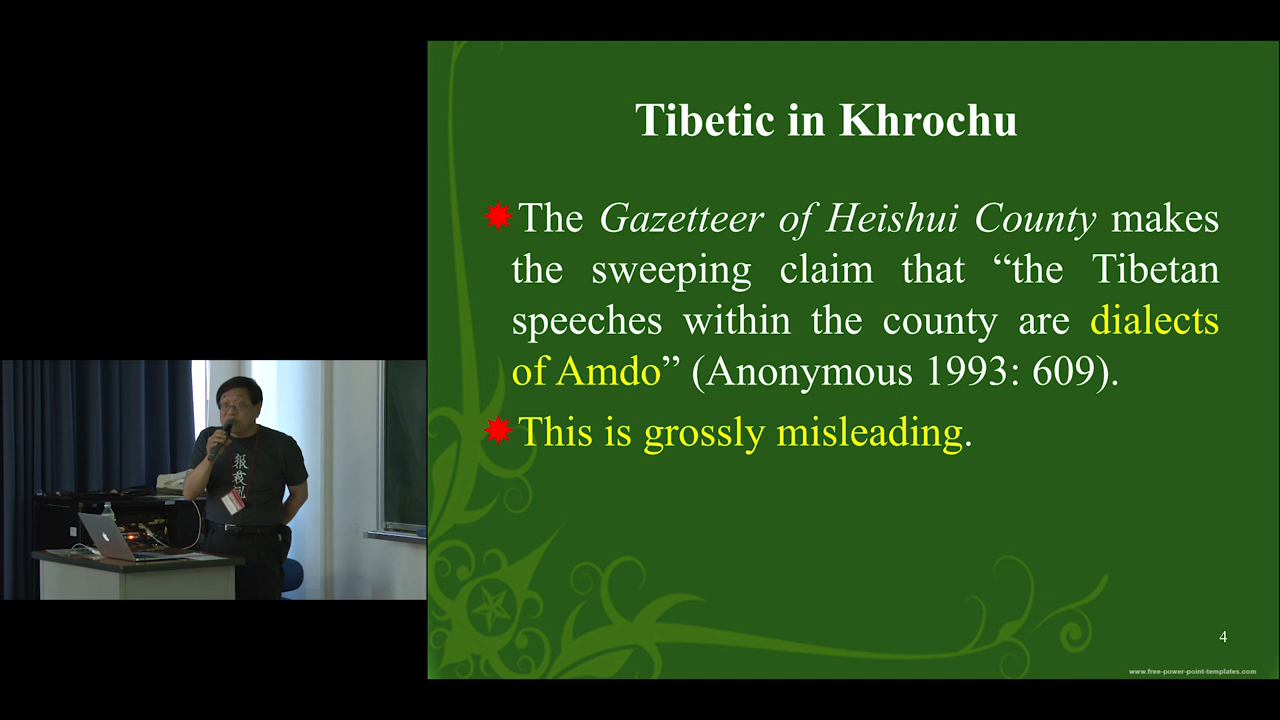 Tibetic in Khrochu
The Gazetteer of Heishui County makes
the sweeping claim that “the Tibetan
speeches within the county are dialects
of Amdo” (Anonymous 1993: 609).
This is grossly misleading.
4
www.free-power-point-templates.com